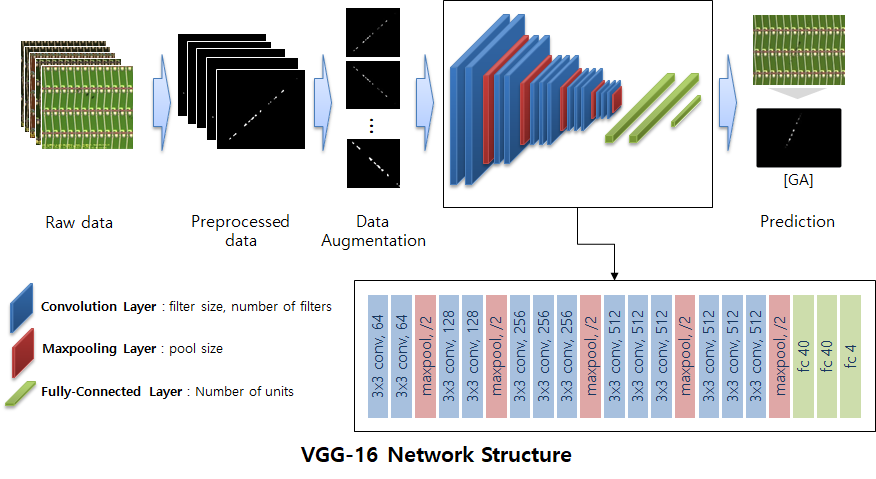 Raw data
Preprocessed
data
Data
Augmentation
...
[GA]
Prediction
Convolution Layer : filter size, number of filters
Maxpooling Layer : pool size
Fully-Connected Layer : Number of units
3x3 conv, 64
3x3 conv, 64
maxpool, /2
3x3 conv, 128
3x3 conv, 128
maxpool, /2
3x3 conv, 256
3x3 conv, 256
3x3 conv, 256
maxpool, /2
3x3 conv, 512
3x3 conv, 512
3x3 conv, 512
maxpool, /2
3x3 conv, 512
3x3 conv, 512
3x3 conv, 512
maxpool, /2
fc 40
fc 40
fc 4
VGG-16 Network Structure